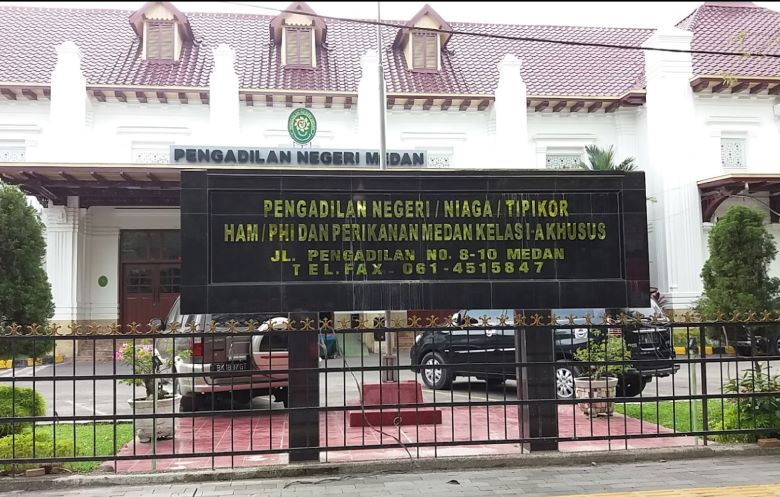 PENGADILAN NEGERI MEDAN
PENGADILAN NEGERI / NIAGA / TIPIKOR
HAM / PHI DAN PERIKANAN MEDAN KELAS I-A KHUSUS
JL. PENGADILAN NO. 8-10 MEDAN
TEL. FAX. 061-4515847